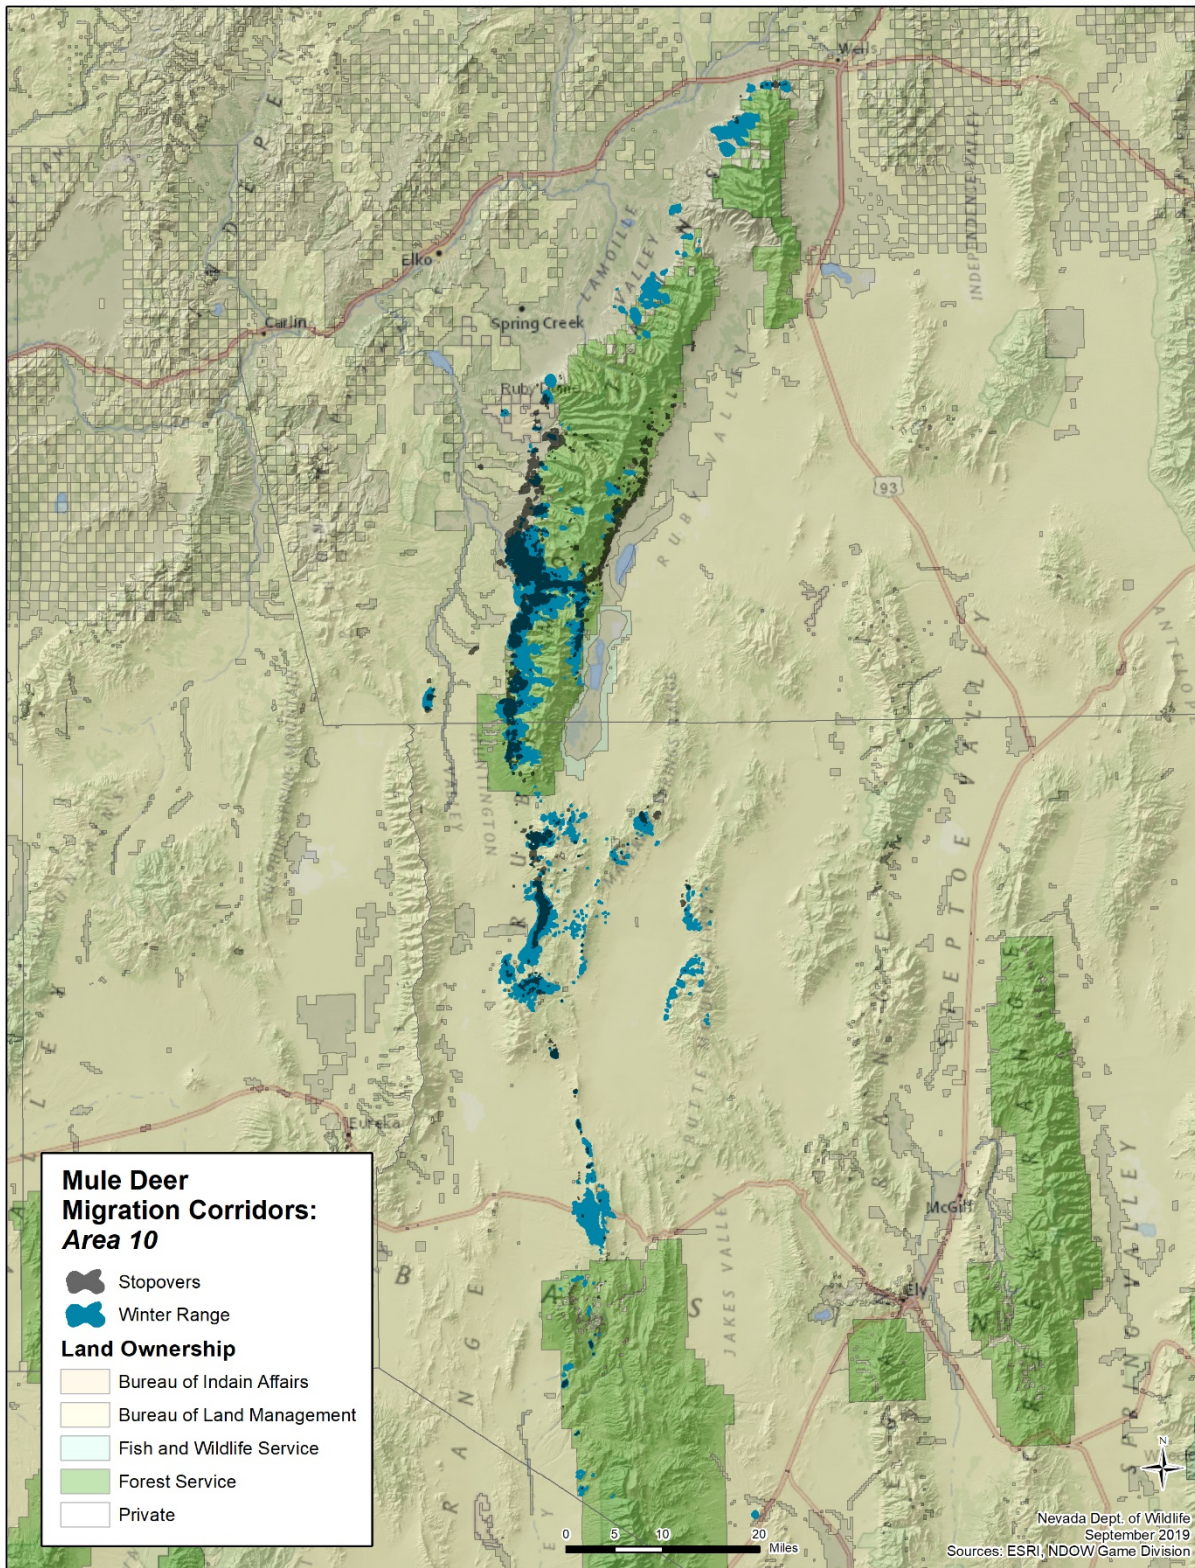 Wells
INDEPENDENCE VALLEY
LAMOILLE
VALLEY
Elko
Carlin
Spring Creek
RUBY VALLEY
93
STEPTOE VALLEY
BUTTE
Eureka
McGill
Ely
JAKES VALLEY
SPRING VALLEY
RANGE
Mule Deer
Migration Corridors:
Area 10
Stopovers
Winter Range
Land Ownership
Bureau of Indain Affairs
Bureau of Land Management
Fish and Wildlife Service
Forest Service
Private
N
0 5 10 20
Miles
Nevada Dept. of Wildlife
September 2019
Sources: ESRI, NDOW Game Division